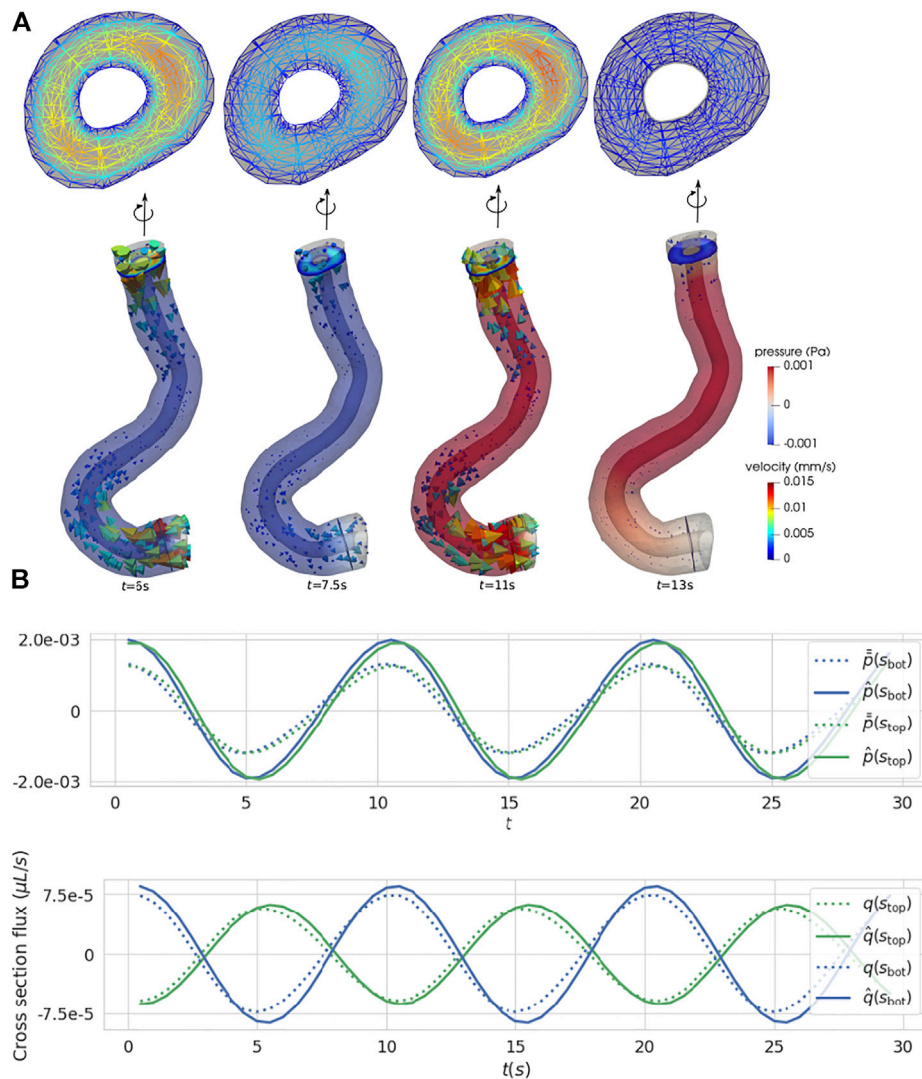 A
pressure (Pa)
0.001
0
-0.001
velocity (mm/s)
0.015
0.01
0.005
0
t=6s t=7.5s t=11s t=13s
B
2.0e-03
0
-2.0e-03
p̿(s_bot)
p̂(s_bot)
p̿(s_top)
p̂(s_top)
0 5 10 15 20 25 30
t
Cross section flux (μL/s)
7.5e-5
0
-7.5e-5
q(s_top)
q̂(s_top)
q(s_bot)
q̂(s_bot)
0 5 10 15 20 25 30
t(s)